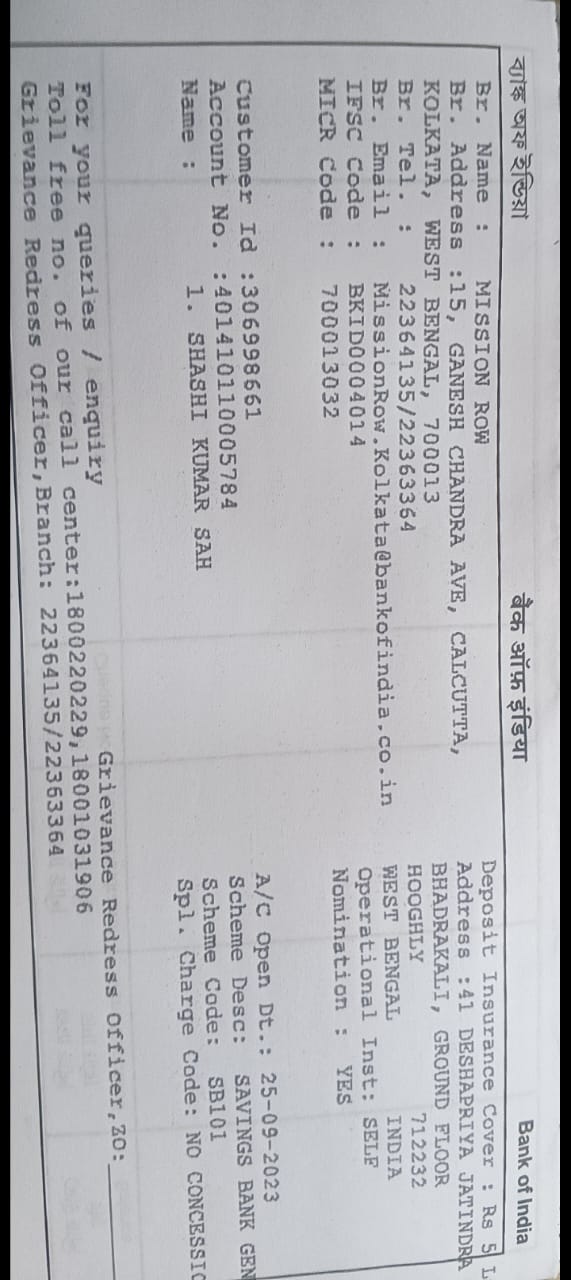 ব্যাঙ্ক অফ ইন্ডিয়া बैंक ऑफ़ इंडिया Bank of India
Br. Name : MISSION ROW
Br. Address :15, GANESH CHANDRA AVE, CALCUTTA,
KOLKATA, WEST BENGAL, 700013
Br. Tel. : 22364135/22363364
Br. Email : MissionRow.Kolkata@bankofindia.co.in
IFSC Code : BKID0004014
MICR Code : 700013032
Deposit Insurance Cover : Rs 5 L
Address :41 DESHAPRIYA JATINDRA
BHADRAKALI, GROUND FLOOR
HOOGHLY 712232
WEST BENGAL INDIA
Operational Inst: SELF
Nomination : YES
Customer Id :306998661
Account No. :401410110005784
Name : 1. SHASHI KUMAR SAH
A/C Open Dt.: 25-09-2023
Scheme Desc: SAVINGS BANK GEN
Scheme Code: SB101
Spl. Charge Code: NO CONCESSIO
For your queries / enquiry Grievance Redress Officer,ZO:
Toll free no. of our call center:1800220229,18001031906
Grievance Redress Officer,Branch: 22364135/22363364